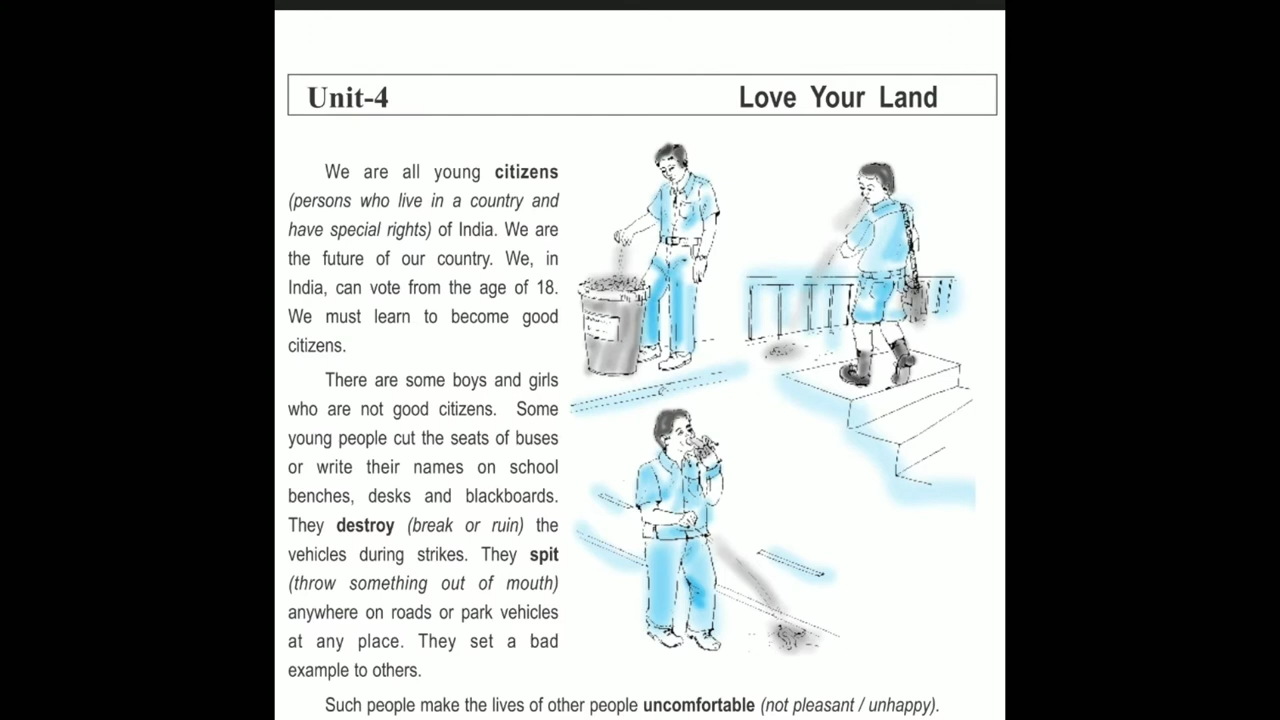 Unit-4 Love Your Land
We are all young citizens
(persons who live in a country and
have special rights) of India. We are
the future of our country. We, in
India, can vote from the age of 18.
We must learn to become good
citizens.
There are some boys and girls
who are not good citizens. Some
young people cut the seats of buses
or write their names on school
benches, desks and blackboards.
They destroy (break or ruin) the
vehicles during strikes. They spit
(throw something out of mouth)
anywhere on roads or park vehicles
at any place. They set a bad
example to others.
Such people make the lives of other people uncomfortable (not pleasant / unhappy).